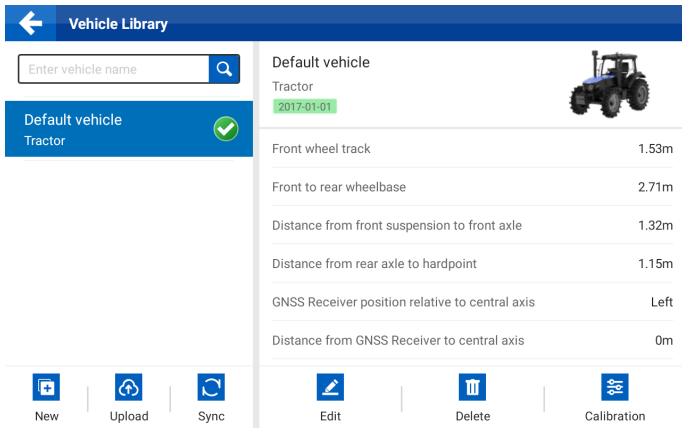 Vehicle Library
Enter vehicle name
Default vehicle
Tractor
Default vehicle
Tractor
2017-01-01
Front wheel track 1.53m
Front to rear wheelbase 2.71m
Distance from front suspension to front axle 1.32m
Distance from rear axle to hardpoint 1.15m
GNSS Receiver position relative to central axis Left
Distance from GNSS Receiver to central axis 0m
New Upload Sync Edit Delete Calibration